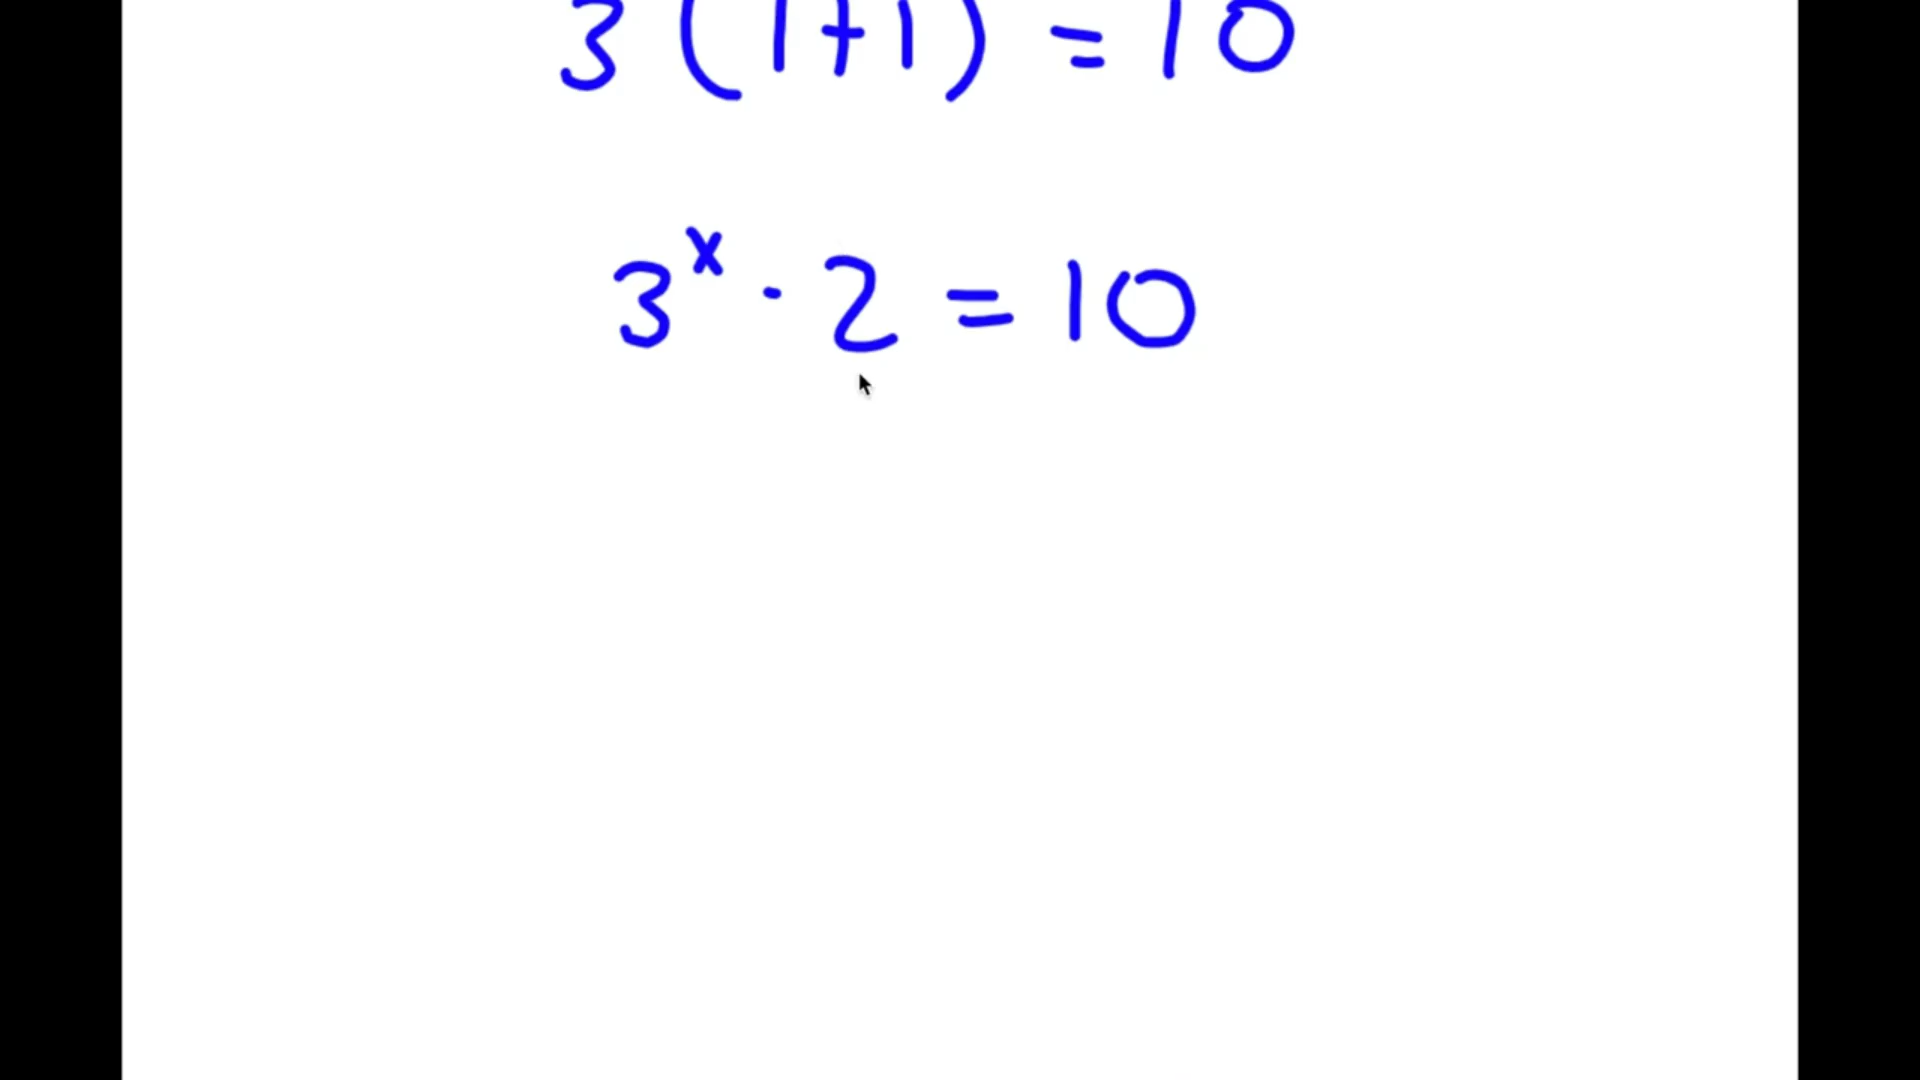 3 (1+1) = 10
3^x · 2 = 10